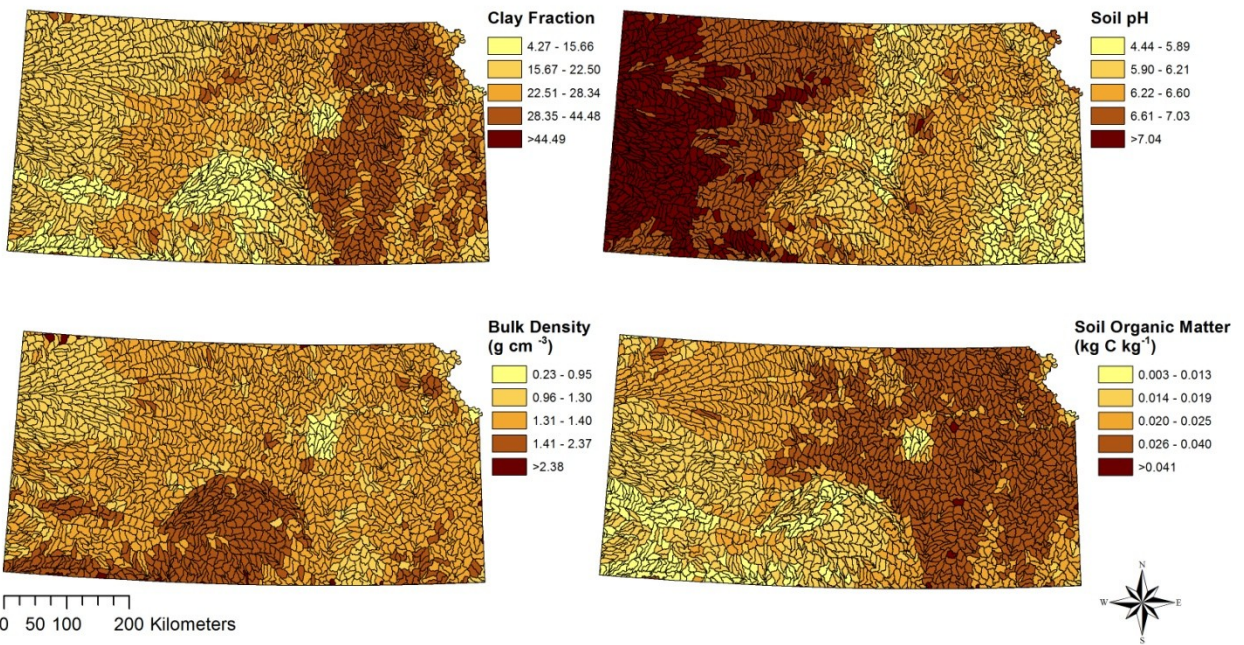 Clay Fraction
4.27 - 15.66
15.67 - 22.50
22.51 - 28.34
28.35 - 44.48
>44.49
Soil pH
4.44 - 5.89
5.90 - 6.21
6.22 - 6.60
6.61 - 7.03
>7.04
Bulk Density
(g cm ⁻³)
0.23 - 0.95
0.96 - 1.30
1.31 - 1.40
1.41 - 2.37
>2.38
Soil Organic Matter
(kg C kg⁻¹)
0.003 - 0.013
0.014 - 0.019
0.020 - 0.025
0.026 - 0.040
>0.041
0 50 100 200 Kilometers
N
W E
S